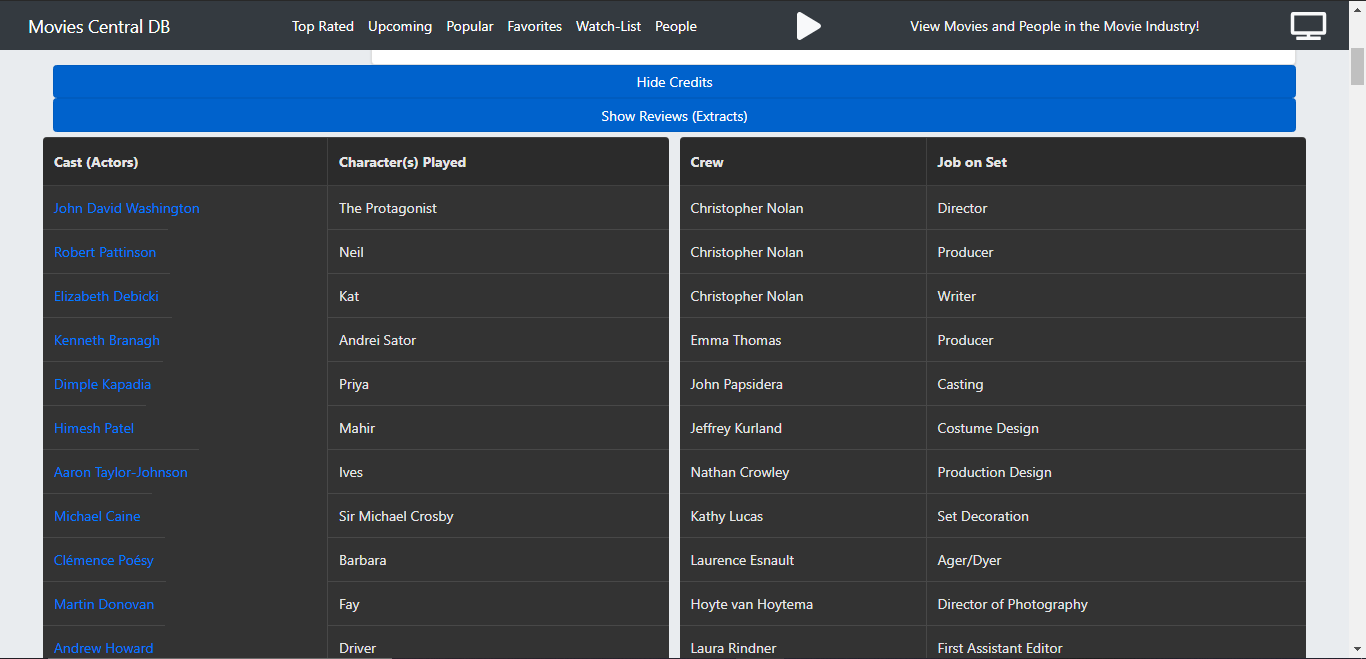 Movies Central DB Top Rated Upcoming Popular Favorites Watch-List People View Movies and People in the Movie Industry!
Hide Credits
Show Reviews (Extracts)
Cast (Actors) Character(s) Played Crew Job on Set
John David Washington The Protagonist Christopher Nolan Director
Robert Pattinson Neil Christopher Nolan Producer
Elizabeth Debicki Kat Christopher Nolan Writer
Kenneth Branagh Andrei Sator Emma Thomas Producer
Dimple Kapadia Priya John Papsidera Casting
Himesh Patel Mahir Jeffrey Kurland Costume Design
Aaron Taylor-Johnson Ives Nathan Crowley Production Design
Michael Caine Sir Michael Crosby Kathy Lucas Set Decoration
Clémence Poésy Barbara Laurence Esnault Ager/Dyer
Martin Donovan Fay Hoyte van Hoytema Director of Photography
Andrew Howard Driver Laura Rindner First Assistant Editor